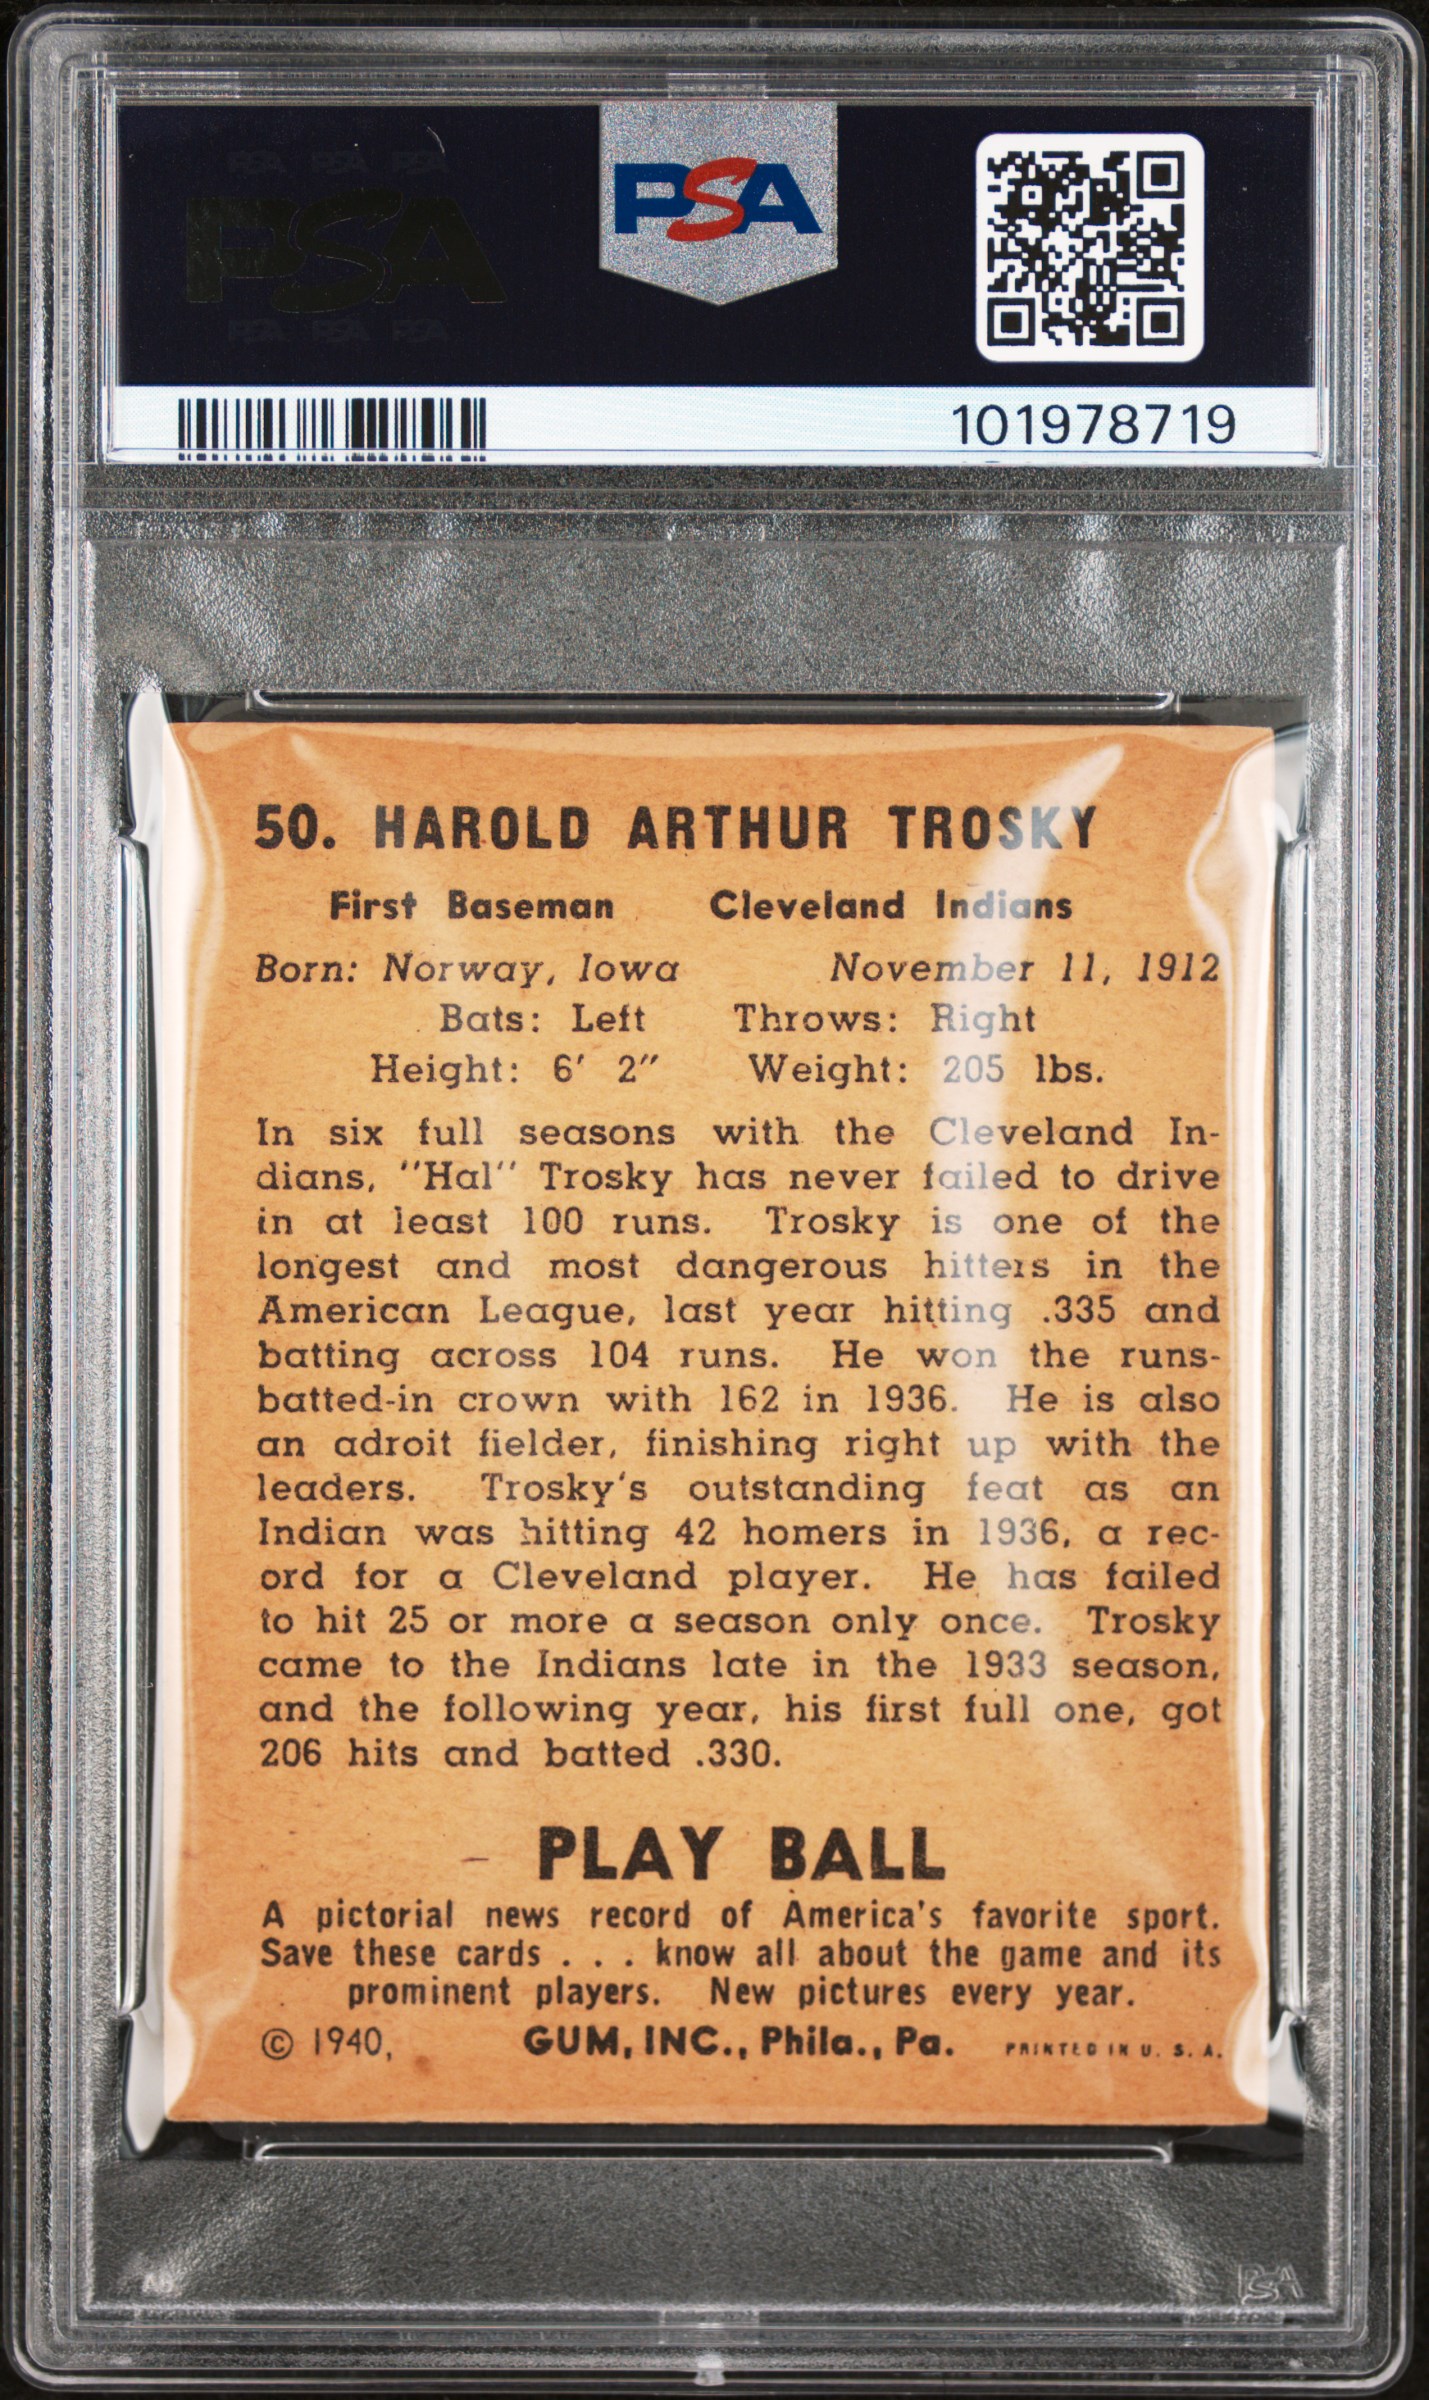 PSA PSA PSA
PSA
PSA PSA PSA
PSA
101978719
50. HAROLD ARTHUR TROSKY
First Baseman Cleveland Indians
Born: Norway, Iowa November 11, 1912
Bats: Left Throws: Right
Height: 6' 2" Weight: 205 lbs.
In six full seasons with the Cleveland In-
dians, "Hal" Trosky has never failed to drive
in at least 100 runs. Trosky is one of the
longest and most dangerous hitters in the
American League, last year hitting .335 and
batting across 104 runs. He won the runs-
batted-in crown with 162 in 1936. He is also
an adroit fielder, finishing right up with the
leaders. Trosky's outstanding feat as an
Indian was hitting 42 homers in 1936, a rec-
ord for a Cleveland player. He has failed
to hit 25 or more a season only once. Trosky
came to the Indians late in the 1933 season,
and the following year, his first full one, got
206 hits and batted .330.
PLAY BALL
A pictorial news record of America's favorite sport.
Save these cards . . . know all about the game and its
prominent players. New pictures every year.
© 1940, GUM, INC., Phila., Pa. PRINTED IN U. S. A.
PSA